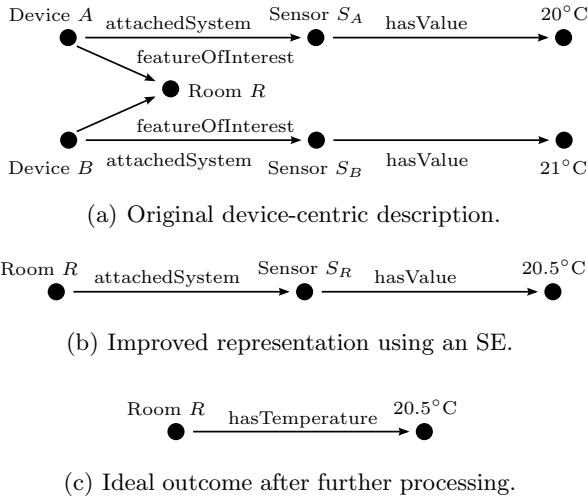 Device A attachedSystem Sensor S_A hasValue 20°C
featureOfInterest
Room R
featureOfInterest
Device B attachedSystem Sensor S_B hasValue 21°C
(a) Original device-centric description.
Room R attachedSystem Sensor S_R hasValue 20.5°C
(b) Improved representation using an SE.
Room R hasTemperature 20.5°C
(c) Ideal outcome after further processing.